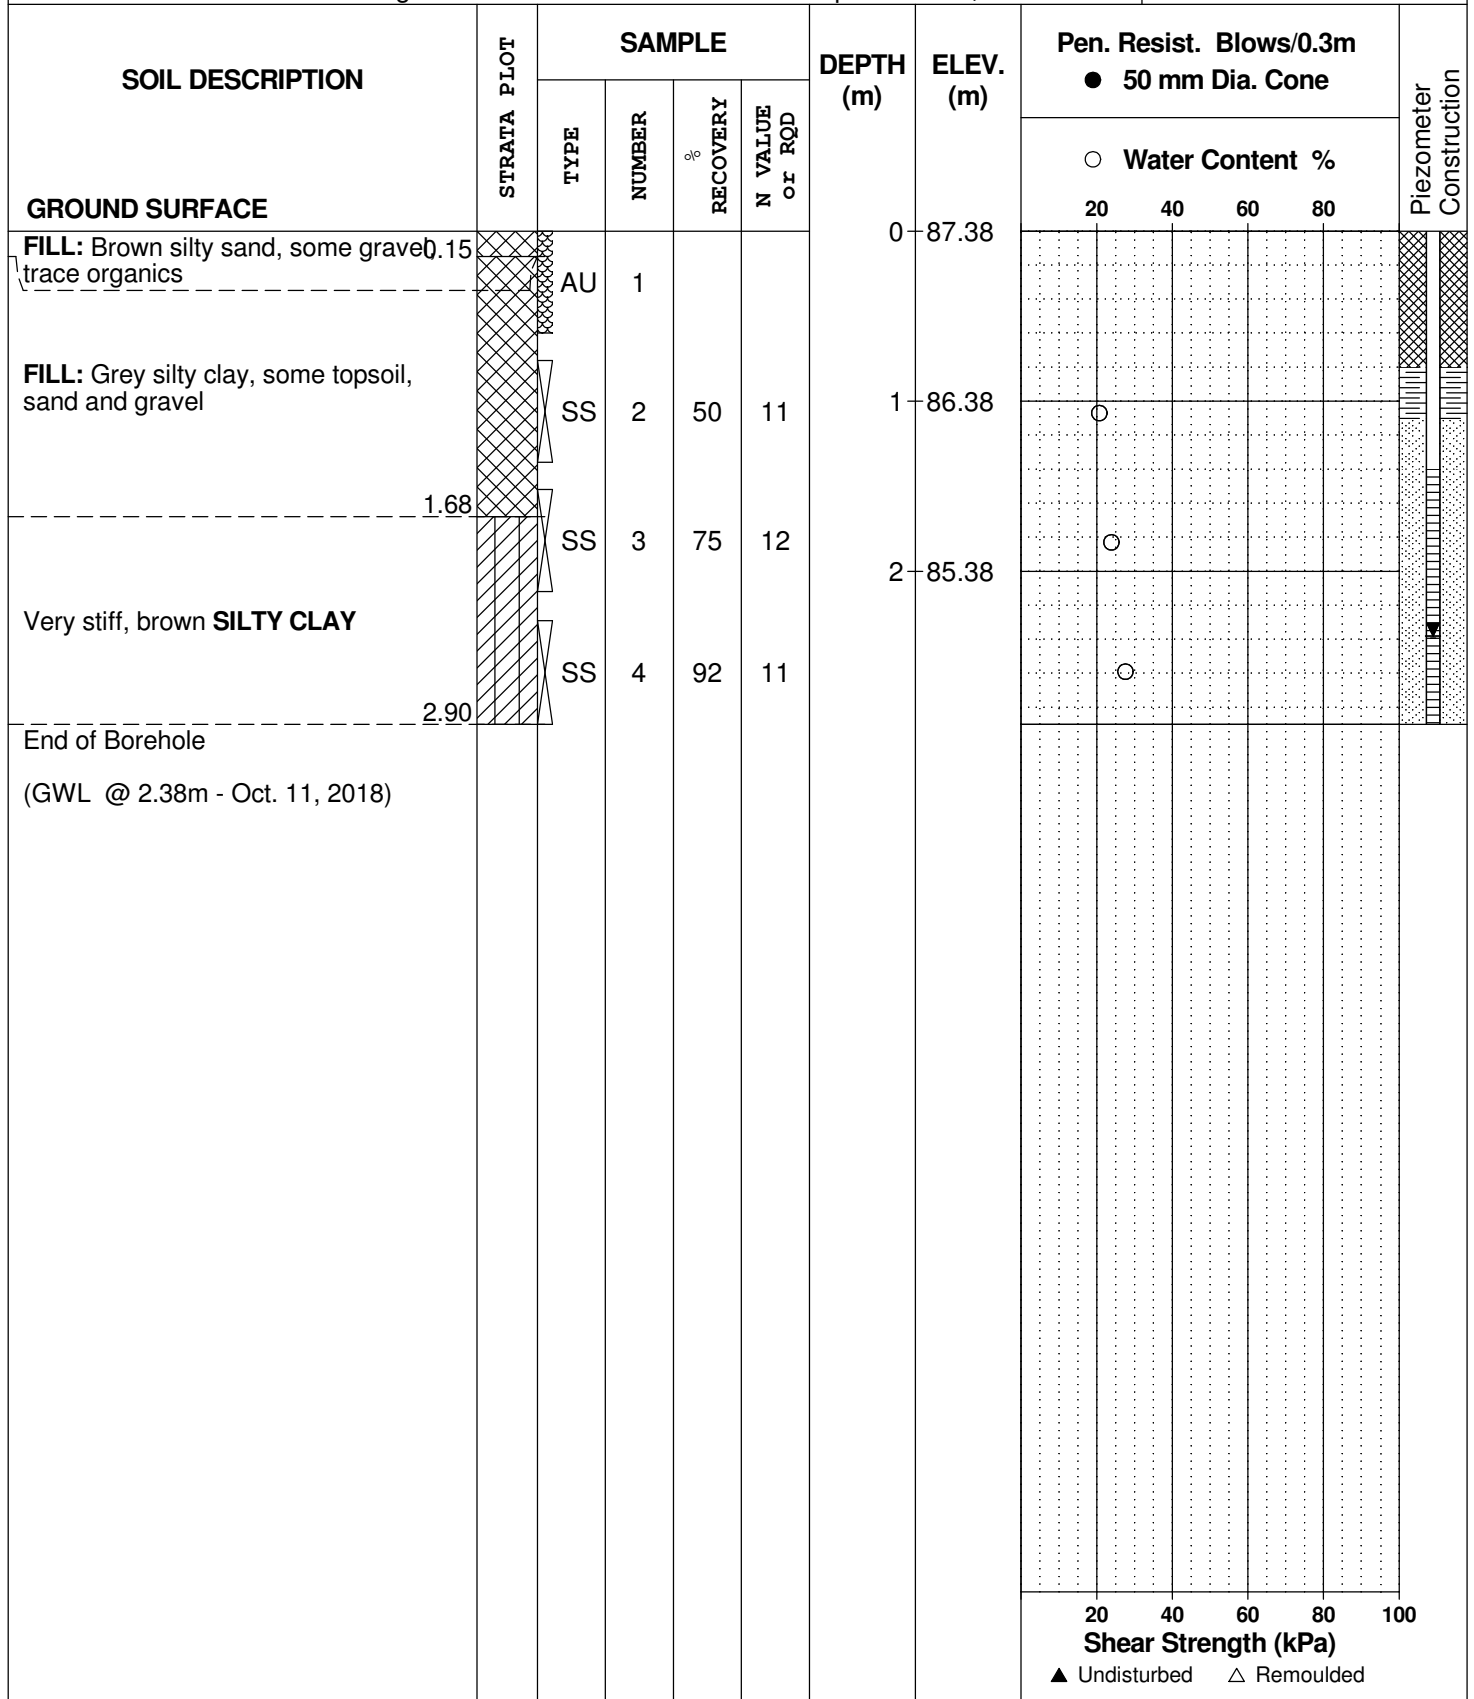 SOIL DESCRIPTION
GROUND SURFACE
STRATA PLOT
SAMPLE
TYPE
NUMBER
%
RECOVERY
N VALUE
or RQD
DEPTH
(m)
ELEV.
(m)
Pen. Resist. Blows/0.3m
● 50 mm Dia. Cone
○ Water Content %
20 40 60 80
Piezometer
Construction
FILL: Brown silty sand, some gravel, 0.15
trace organics
AU 1
0 87.38
FILL: Grey silty clay, some topsoil,
sand and gravel
SS 2 50 11
1 86.38
1.68
SS 3 75 12
2 85.38
Very stiff, brown SILTY CLAY
SS 4 92 11
2.90
End of Borehole
(GWL @ 2.38m - Oct. 11, 2018)
20 40 60 80 100
Shear Strength (kPa)
▲ Undisturbed △ Remoulded